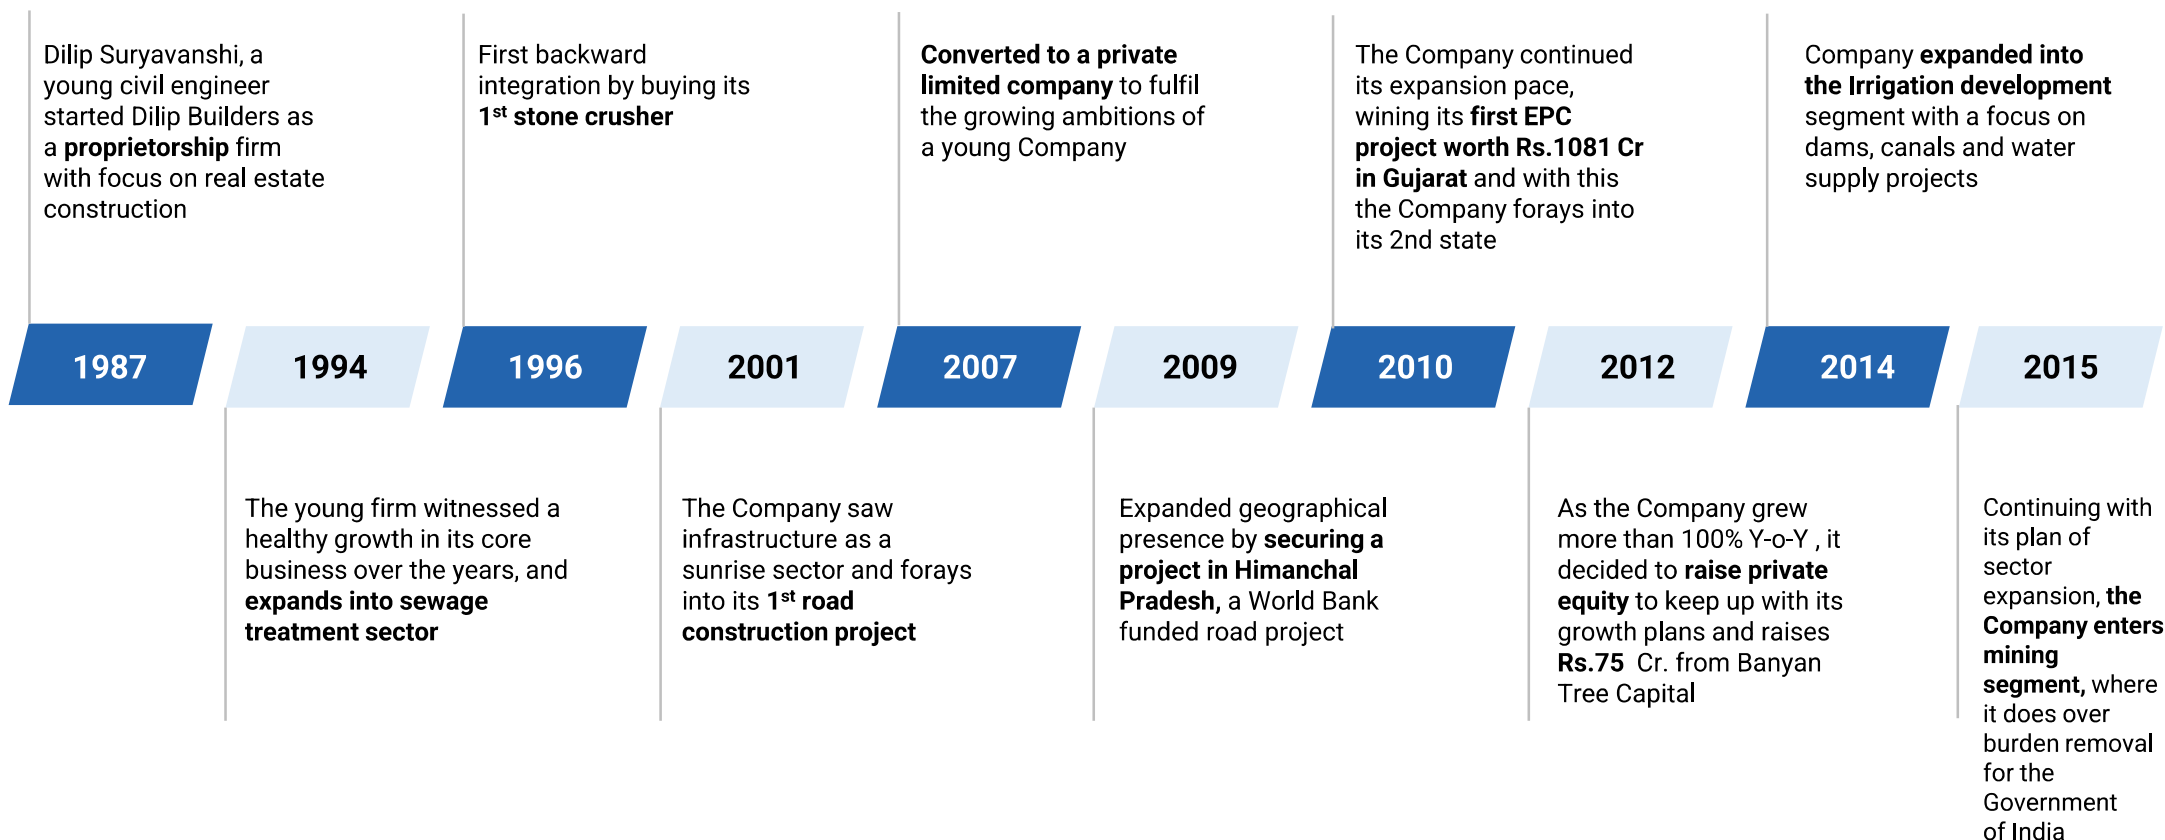 Dilip Suryavanshi, a
young civil engineer
started Dilip Builders as
a proprietorship firm
with focus on real estate
construction
First backward
integration by buying its
1st stone crusher
Converted to a private
limited company to fulfil
the growing ambitions of
a young Company
The Company continued
its expansion pace,
wining its first EPC
project worth Rs.1081 Cr
in Gujarat and with this
the Company forays into
its 2nd state
Company expanded into
the Irrigation development
segment with a focus on
dams, canals and water
supply projects
1987
1994
1996
2001
2007
2009
2010
2012
2014
2015
The young firm witnessed a
healthy growth in its core
business over the years, and
expands into sewage
treatment sector
The Company saw
infrastructure as a
sunrise sector and forays
into its 1st road
construction project
Expanded geographical
presence by securing a
project in Himanchal
Pradesh, a World Bank
funded road project
As the Company grew
more than 100% Y-o-Y , it
decided to raise private
equity to keep up with its
growth plans and raises
Rs.75 Cr. from Banyan
Tree Capital
Continuing with
its plan of
sector
expansion, the
Company enters
mining
segment, where
it does over
burden removal
for the
Government
of India